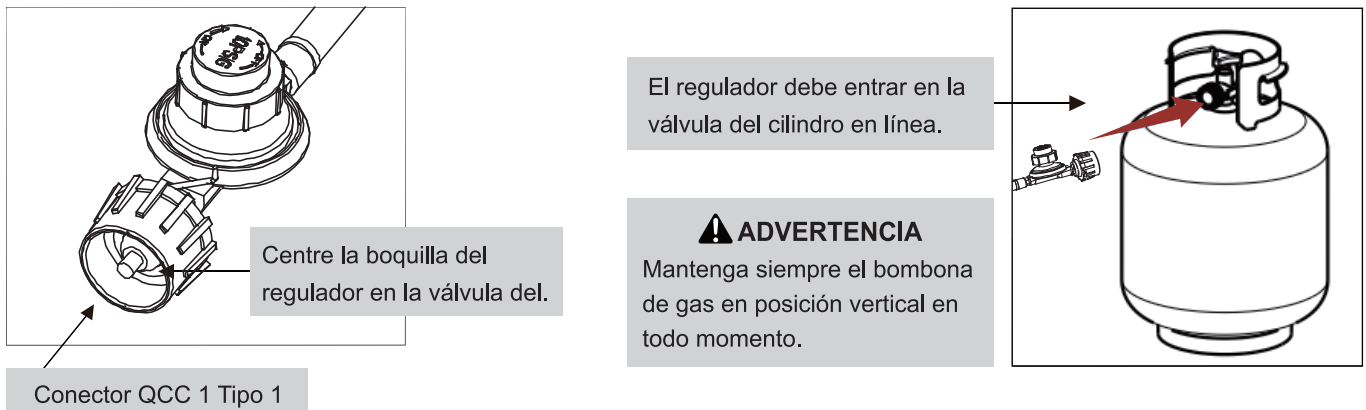 Centre la boquilla del
regulador en la válvula del.
Conector QCC 1 Tipo 1
El regulador debe entrar en la
válvula del cilindro en línea.
ADVERTENCIA
Mantenga siempre el bombona
de gas en posición vertical en
todo momento.